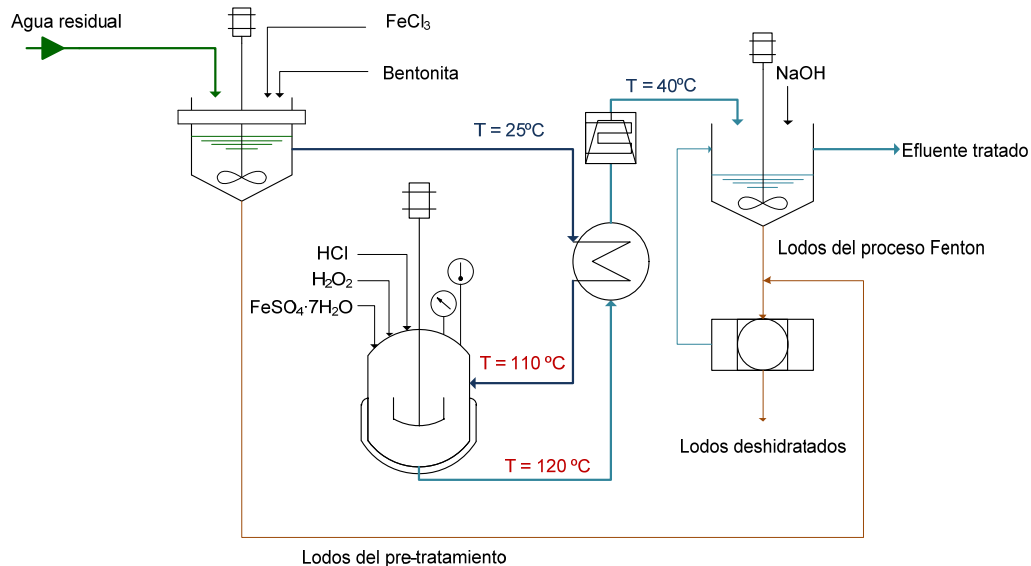 Agua residual
FeCl₃
Bentonita
T = 25ºC
T = 40ºC
NaOH
Efluente tratado
HCl
H₂O₂
FeSO₄·7H₂O
Lodos del proceso Fenton
T = 110 ºC
T = 120 ºC
Lodos deshidratados
Lodos del pre-tratamiento